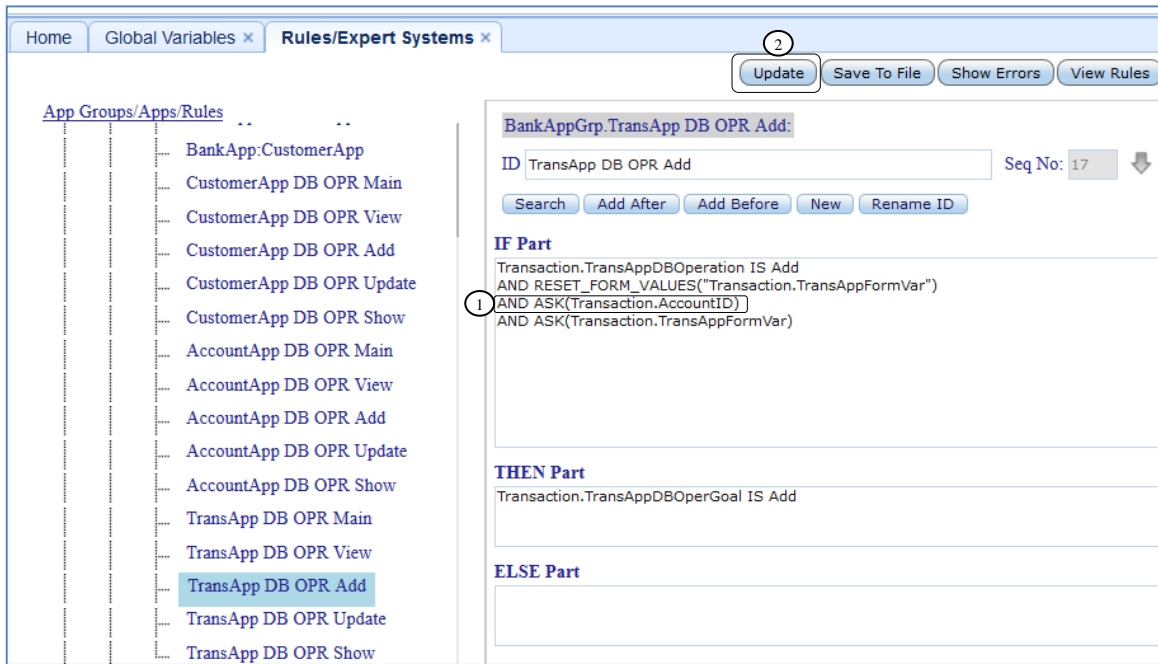 Home Global Variables × Rules/Expert Systems ×
2
Update Save To File Show Errors View Rules
App Groups/Apps/Rules
BankApp:CustomerApp
CustomerApp DB OPR Main
CustomerApp DB OPR View
CustomerApp DB OPR Add
CustomerApp DB OPR Update
CustomerApp DB OPR Show
AccountApp DB OPR Main
AccountApp DB OPR View
AccountApp DB OPR Add
AccountApp DB OPR Update
AccountApp DB OPR Show
TransApp DB OPR Main
TransApp DB OPR View
TransApp DB OPR Add
TransApp DB OPR Update
TransApp DB OPR Show
BankAppGrp.TransApp DB OPR Add:
ID TransApp DB OPR Add Seq No: 17
Search Add After Add Before New Rename ID
IF Part
Transaction.TransAppDBOperation IS Add
AND RESET_FORM_VALUES("Transaction.TransAppFormVar")
1 AND ASK(Transaction.AccountID)
AND ASK(Transaction.TransAppFormVar)
THEN Part
Transaction.TransAppDBOperGoal IS Add
ELSE Part